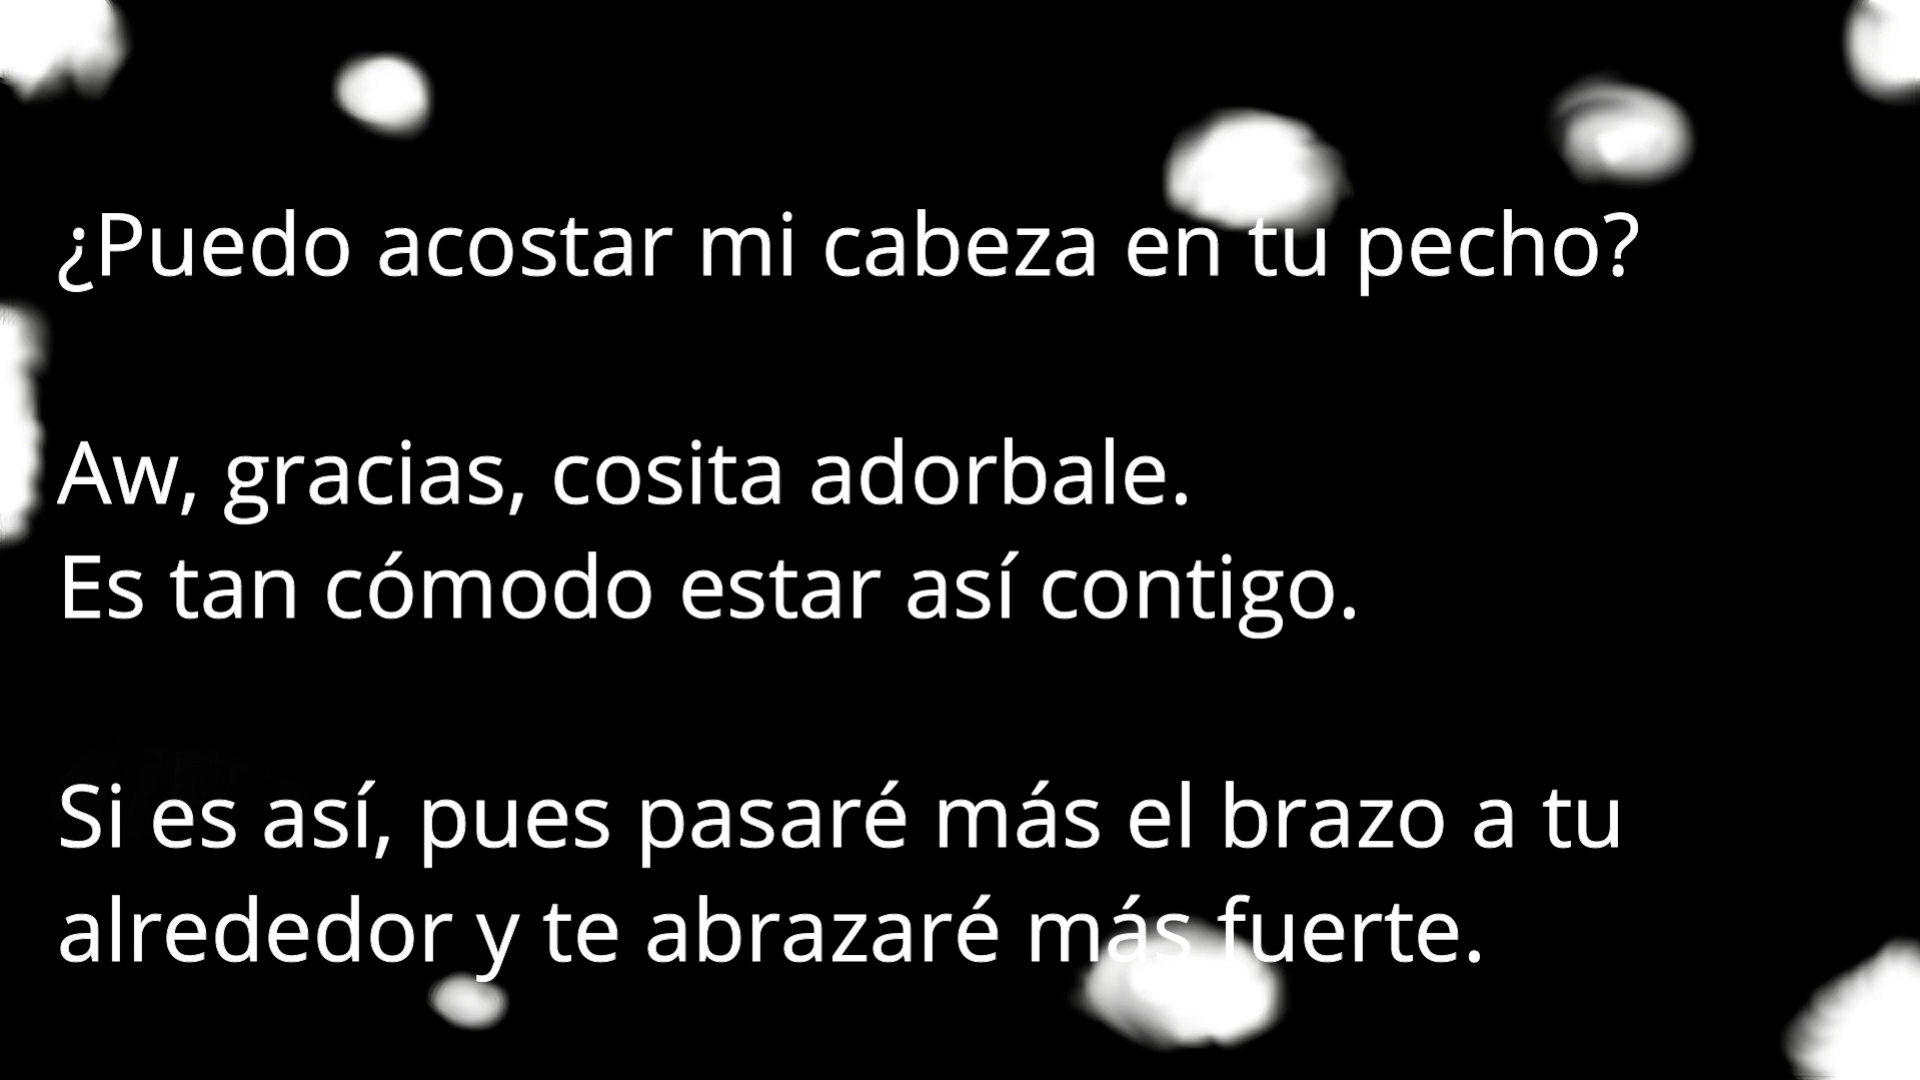 ¿Puedo acostar mi cabeza en tu pecho?
Aw, gracias, cosita adorbale.
Es tan cómodo estar así contigo.
Si es así, pues pasaré más el brazo a tu
alrededor y te abrazaré más fuerte.